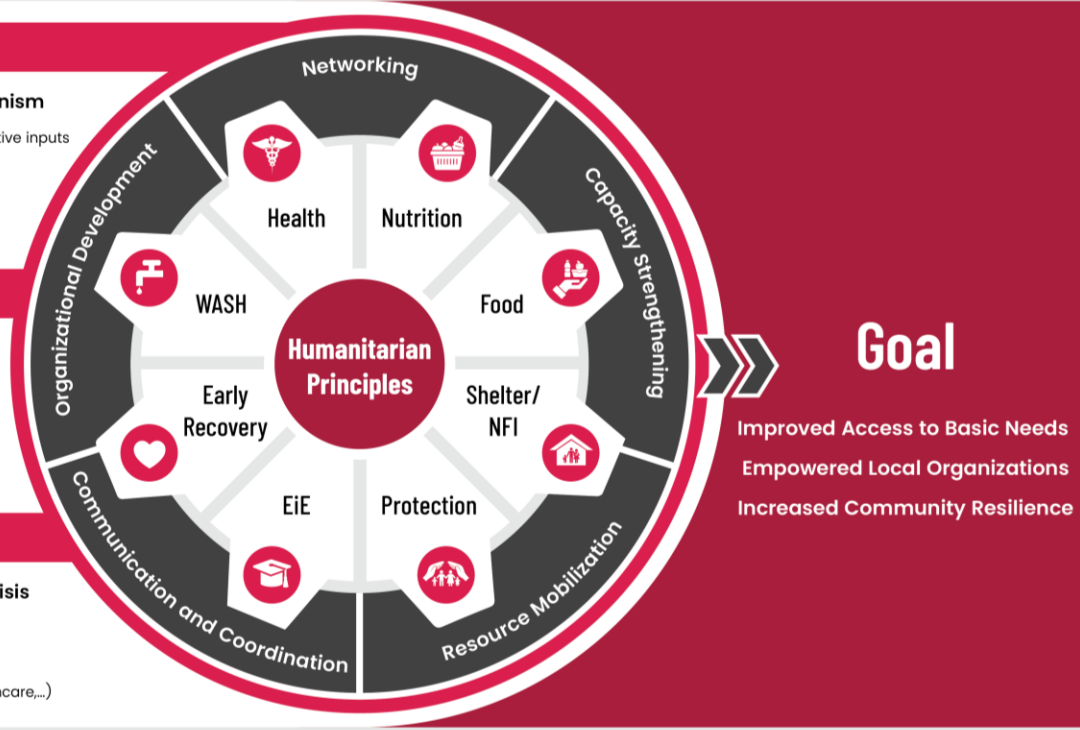 nism
tive inputs
isis
ncare,...)
Networking
Capacity Strengthening
Resource Mobilization
Communication and Coordination
Organizational Development
Health
Nutrition
WASH
Food
Humanitarian
Principles
Early
Recovery
Shelter/
NFI
EiE
Protection
Goal
Improved Access to Basic Needs
Empowered Local Organizations
Increased Community Resilience